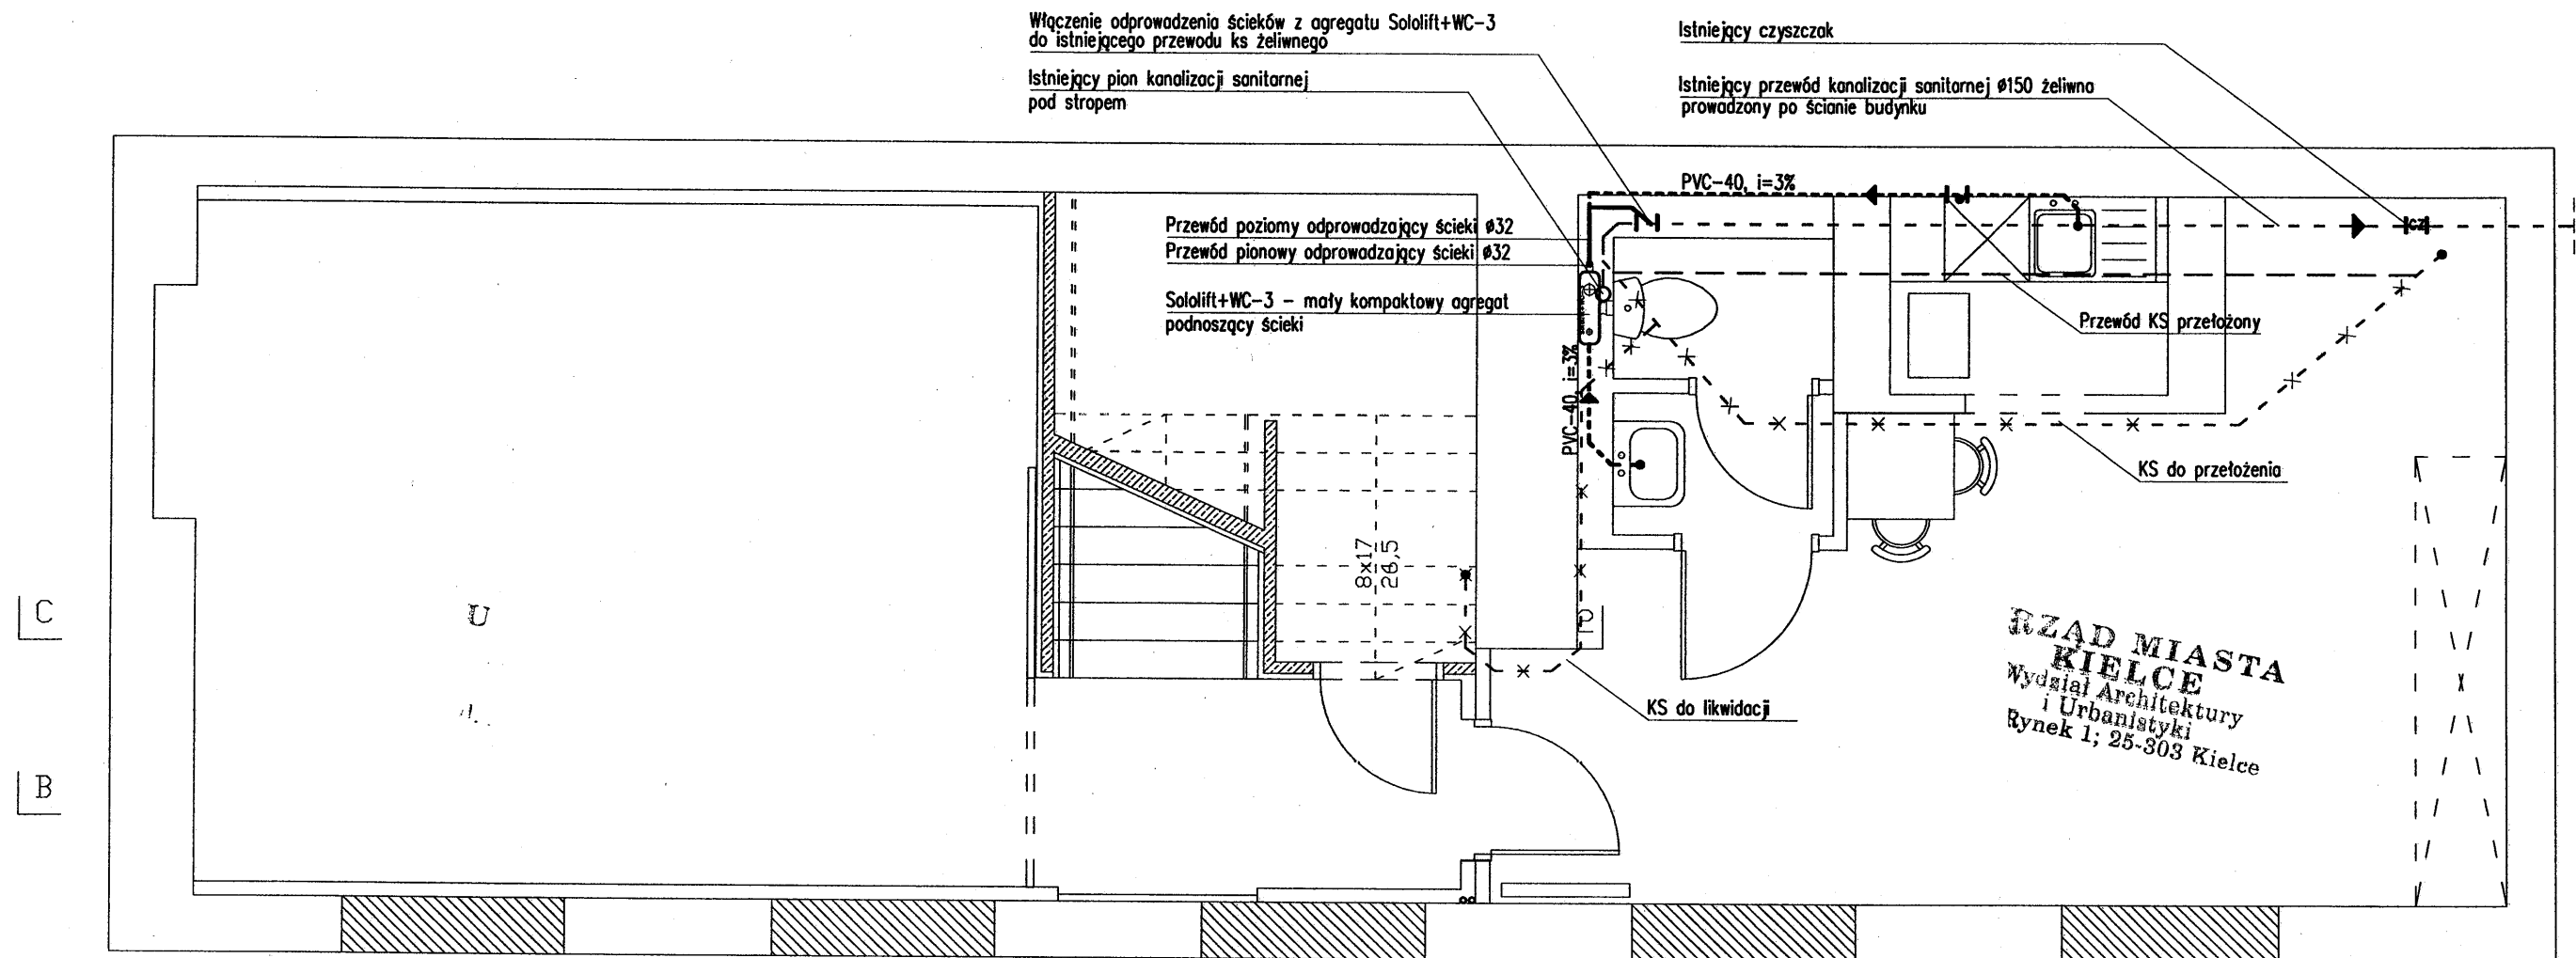 Włączenie odprowadzenia ścieków z agregatu Sololift+WC-3
do istniejącego przewodu ks żeliwnego
Istniejący pion kanalizacji sanitarnej
pod stropem
Istniejący czyszczak
Istniejący przewód kanalizacji sanitarnej ø150 żeliwna
prowadzony po ścianie budynku
PVC-40, i=3%
Przewód poziomy odprowadzający ścieki ø32
Przewód pionowy odprowadzający ścieki ø32
Sololift+WC-3 - mały kompaktowy agregat
podnoszący ścieki
CZ
Przewód KS przełożony
PVC-40, i=3%
KS do przełożenia
8x17
26,5
C
U
KS do likwidacji
RZĄD MIASTA
KIELCE
Wydział Architektury
i Urbanistyki
Rynek 1; 25-303 Kielce
B